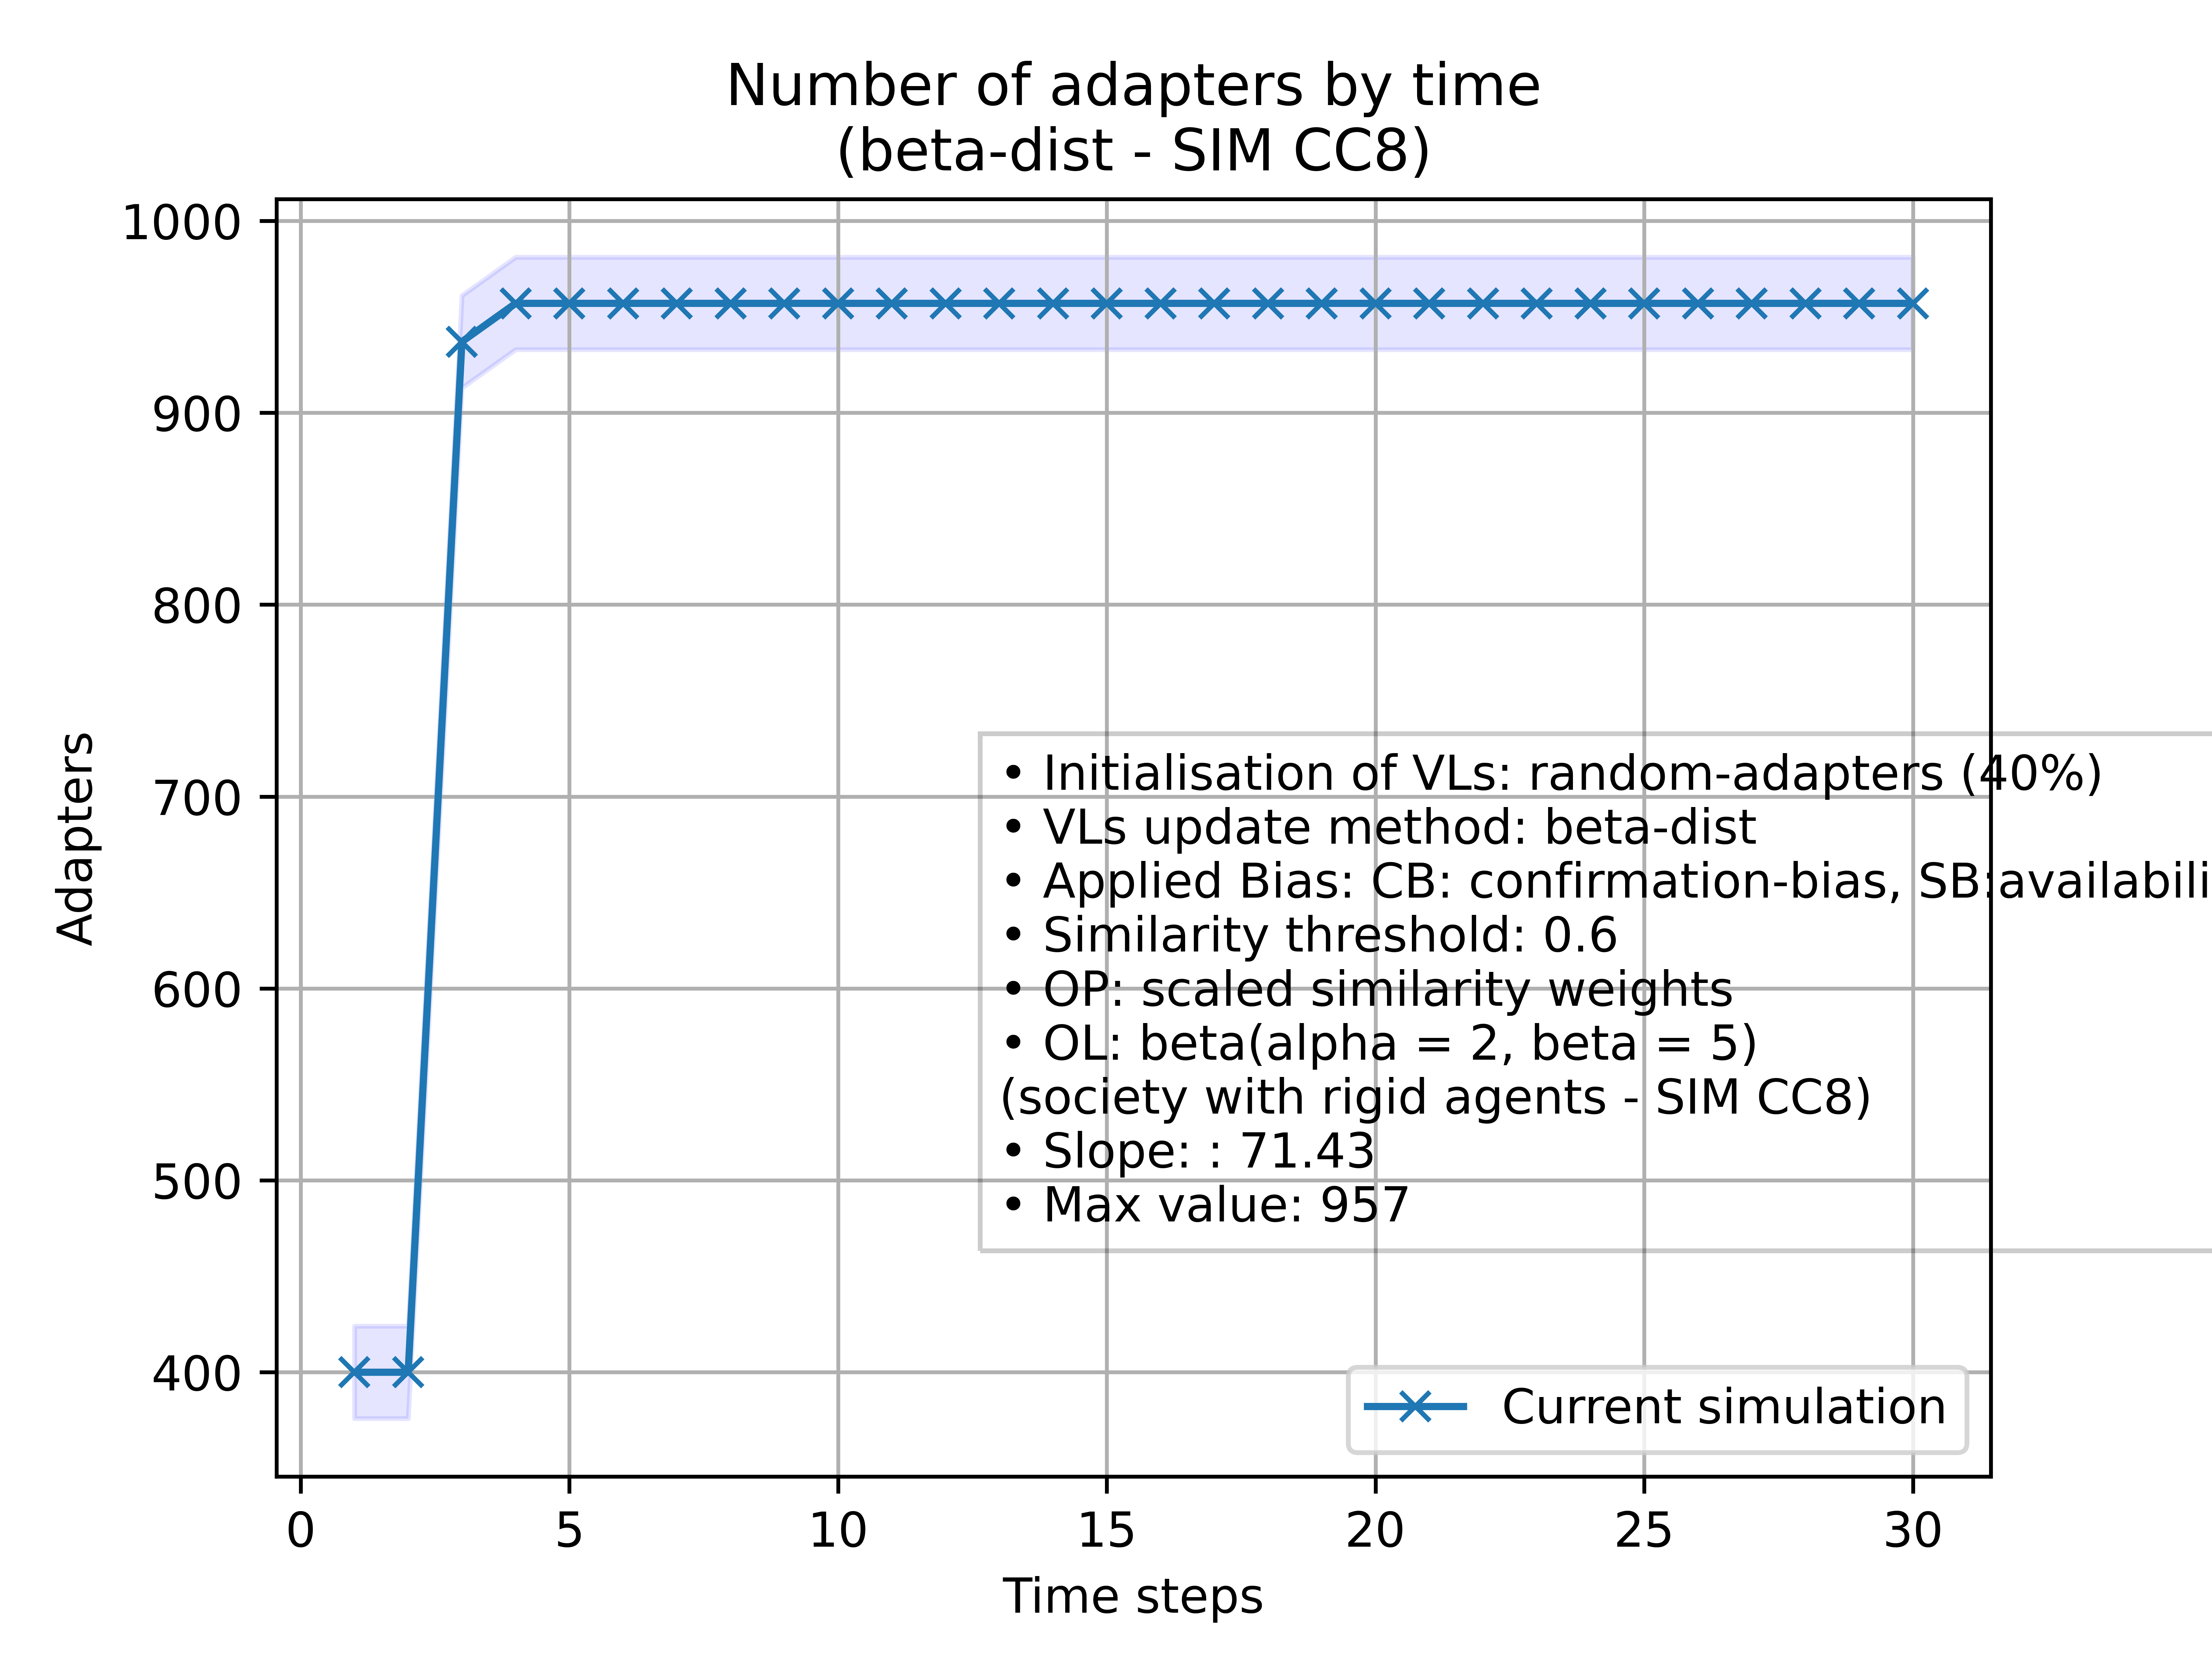 Number of adapters by time
(beta-dist - SIM CC8)
1000
900
800
700
600
500
400
Adapters
• Initialisation of VLs: random-adapters (40%)
• VLs update method: beta-dist
• Applied Bias: CB: confirmation-bias, SB:availabili
• Similarity threshold: 0.6
• OP: scaled similarity weights
• OL: beta(alpha = 2, beta = 5)
(society with rigid agents - SIM CC8)
• Slope: : 71.43
• Max value: 957
Current simulation
0 5 10 15 20 25 30
Time steps